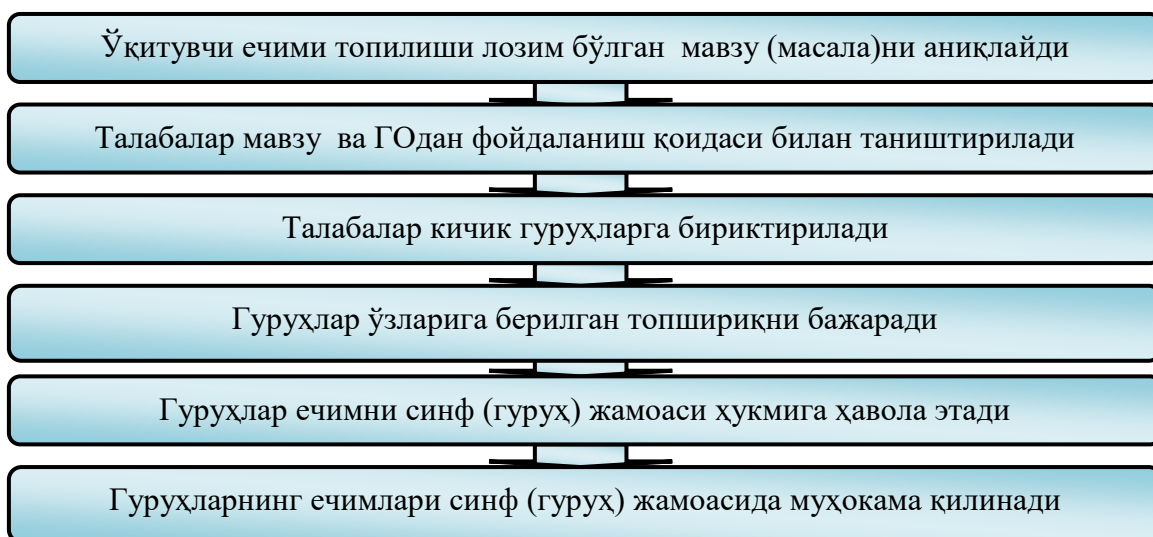 Ўқитувчи ечими топилиши лозим бўлган мавзу (масала)ни аниқлайди
Талабалар мавзу ва ГОдан фойдаланиш қоидаси билан таништирилади
Талабалар кичик гуруҳларга бириктирилади
Гуруҳлар ўзларига берилган топшириқни бажаради
Гуруҳлар ечимни синф (гуруҳ) жамоаси ҳукмига ҳавола этади
Гуруҳларнинг ечимлари синф (гуруҳ) жамоасида муҳокама қилинади